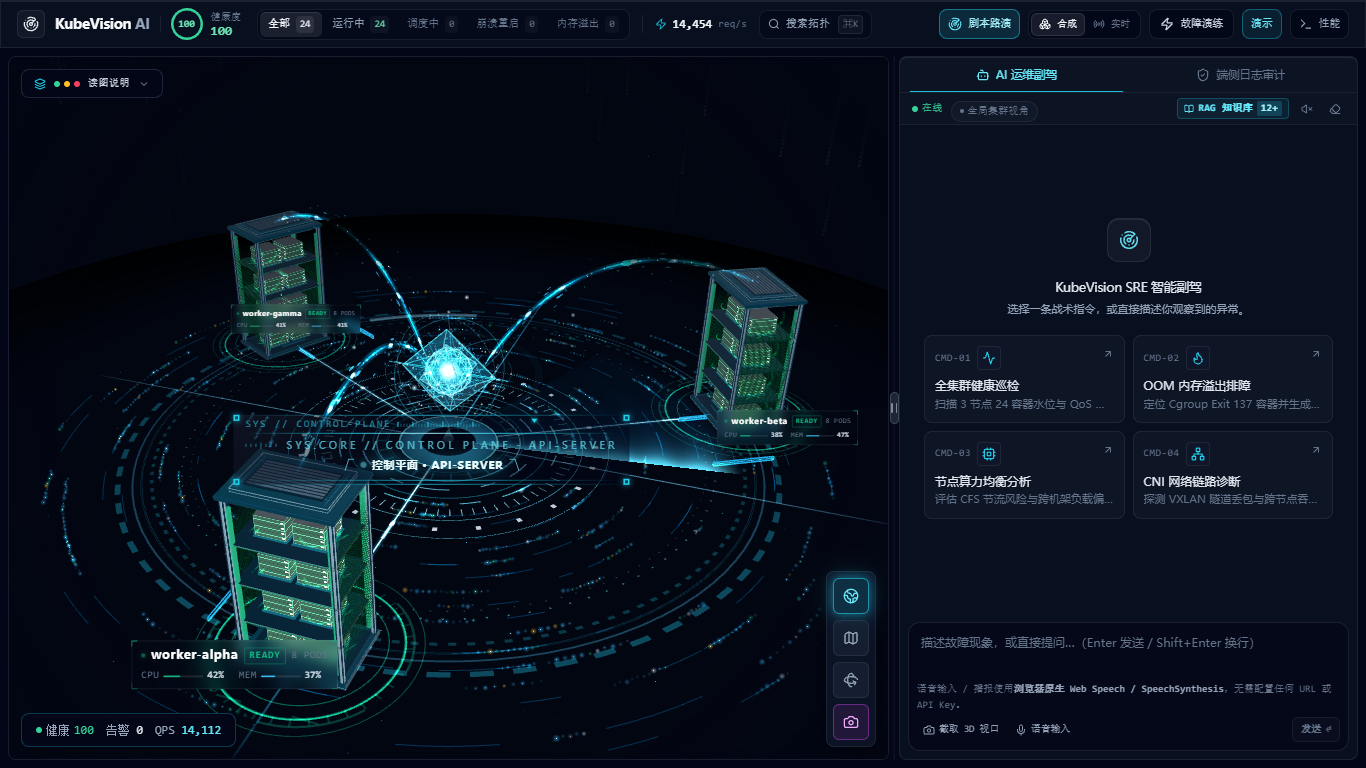 KubeVision AI
100
健康度
100
全部 24
运行中 24
调度中 0
崩溃重启 0
内存溢出 0
14,454 req/s
搜索拓扑 ⌘K
剧本路演
合成
实时
故障演练
演示
性能
读图说明
worker-gamma READY 8 PODS
CPU 41% MEM 41%
worker-beta READY 8 PODS
CPU 38% MEM 47%
SYS // CONTROL-PLANE
SYS CORE // CONTROL PLANE · API-SERVER
控制平面 · API-SERVER
worker-alpha READY 8 PODS
CPU 42% MEM 37%
健康 100 告警 0 QPS 14,112
AI 运维副驾
端侧日志审计
在线
全局集群视角
RAG 知识库 12+
KubeVision SRE 智能副驾
选择一条战术指令，或直接描述你观察到的异常。
CMD-01
全集群健康巡检
扫描 3 节点 24 容器水位与 QoS ...
CMD-02
OOM 内存溢出排障
定位 Cgroup Exit 137 容器并生成...
CMD-03
节点算力均衡分析
评估 CFS 节流风险与跨机架负载偏...
CMD-04
CNI 网络链路诊断
探测 VXLAN 隧道丢包与跨节点吞...
描述故障现象，或直接提问...（Enter 发送 / Shift+Enter 换行）
语音输入 / 播报使用浏览器原生 Web Speech / SpeechSynthesis，无需配置任何 URL 或
API Key。
截取 3D 视口
语音输入
发送